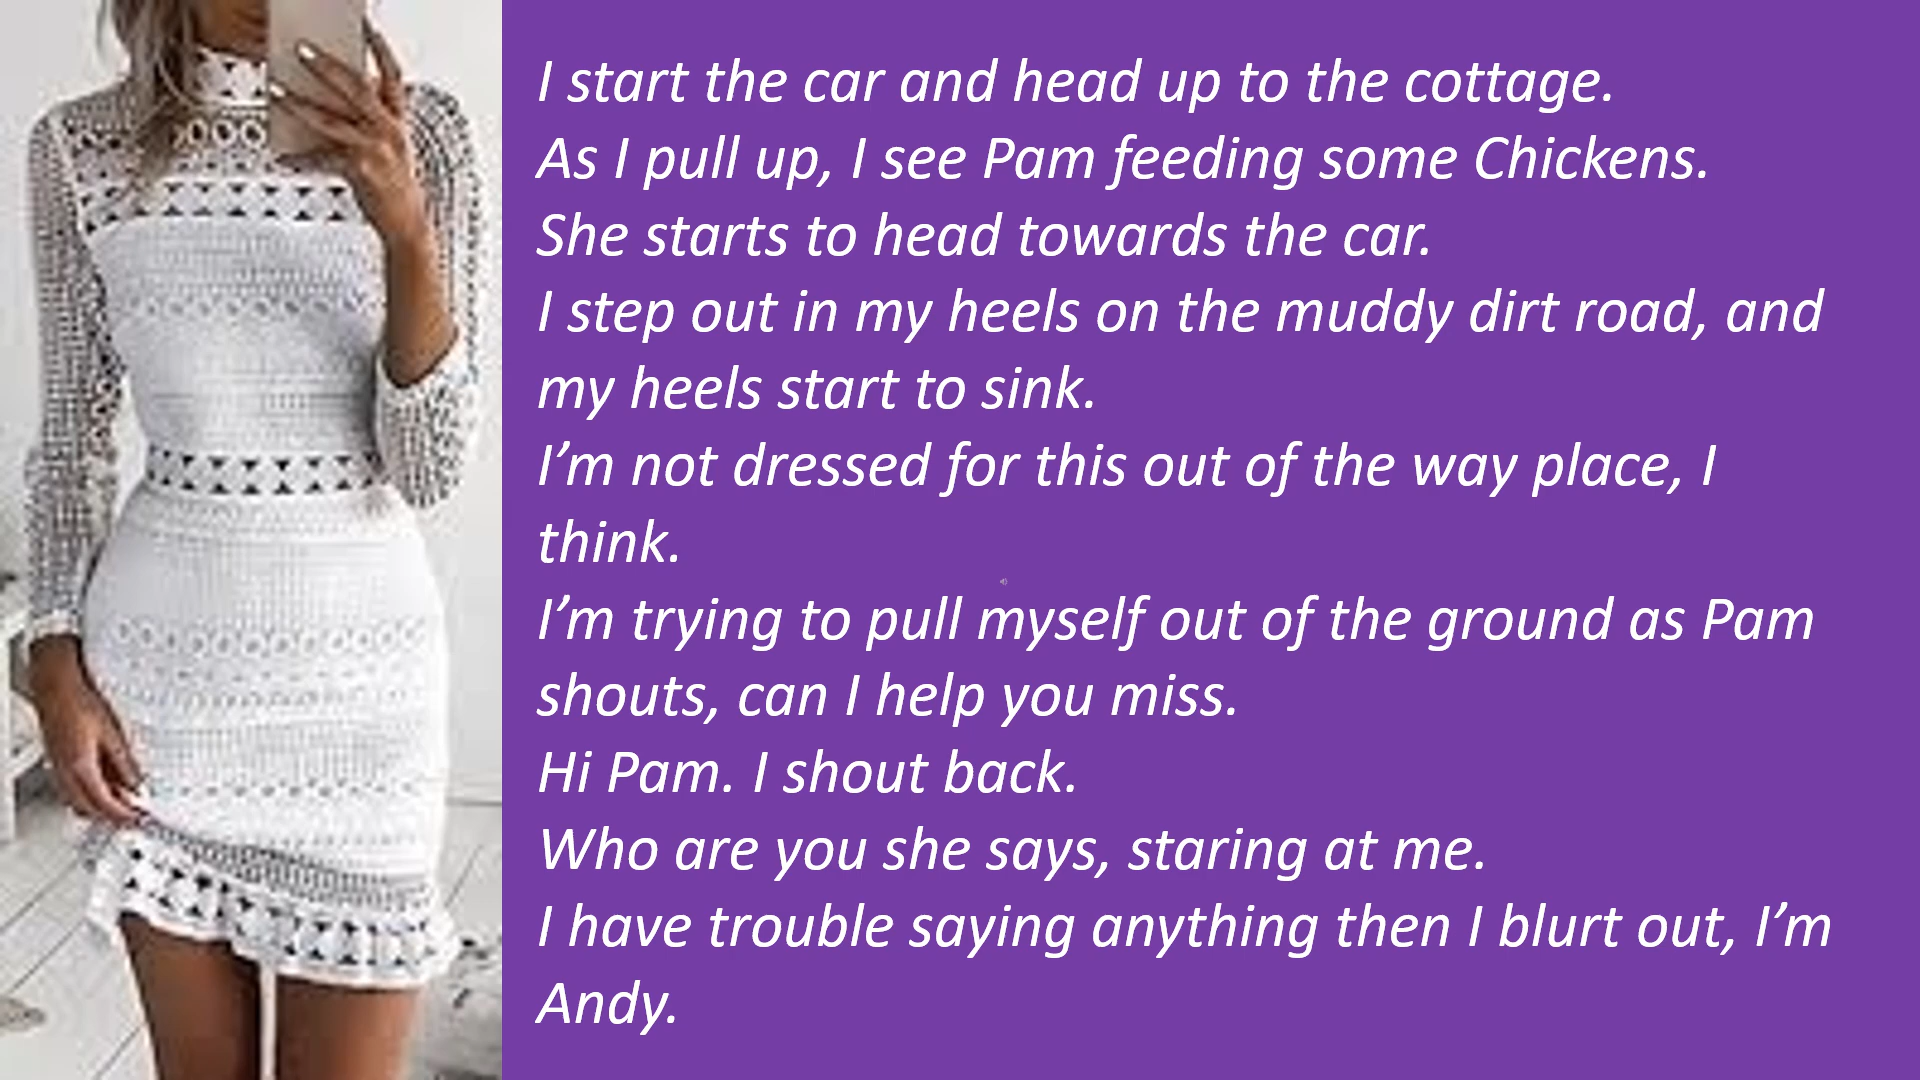 I start the car and head up to the cottage.
As I pull up, I see Pam feeding some Chickens.
She starts to head towards the car.
I step out in my heels on the muddy dirt road, and
my heels start to sink.
I’m not dressed for this out of the way place, I
think.
I’m trying to pull myself out of the ground as Pam
shouts, can I help you miss.
Hi Pam. I shout back.
Who are you she says, staring at me.
I have trouble saying anything then I blurt out, I’m
Andy.